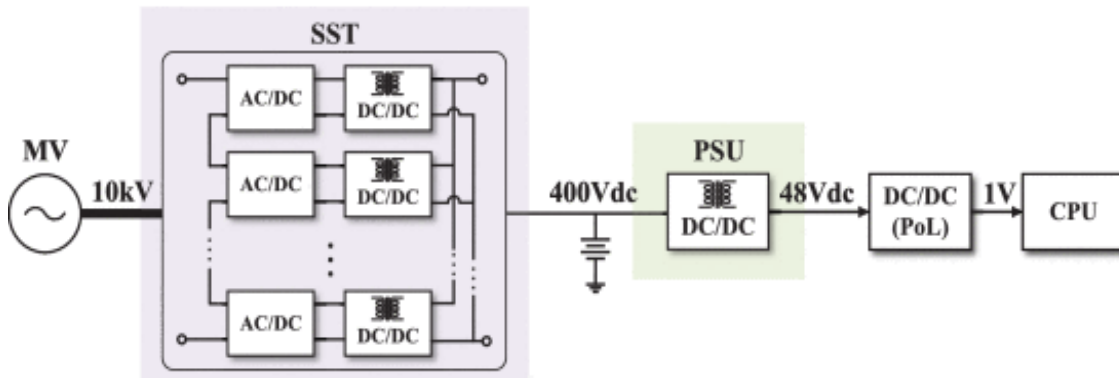 SST
MV
10kV
AC/DC
DC/DC
AC/DC
DC/DC
AC/DC
DC/DC
400Vdc
PSU
DC/DC
48Vdc
DC/DC
(PoL)
1V
CPU